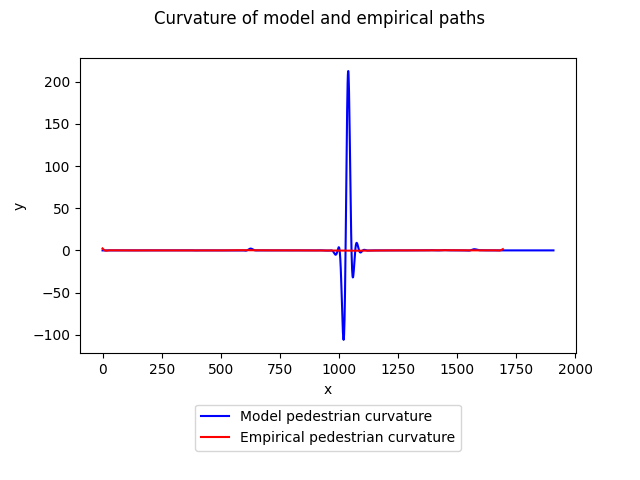 Curvature of model and empirical paths
200
150
100
50
0
−50
−100
y
0 250 500 750 1000 1250 1500 1750 2000
x
Model pedestrian curvature
Empirical pedestrian curvature